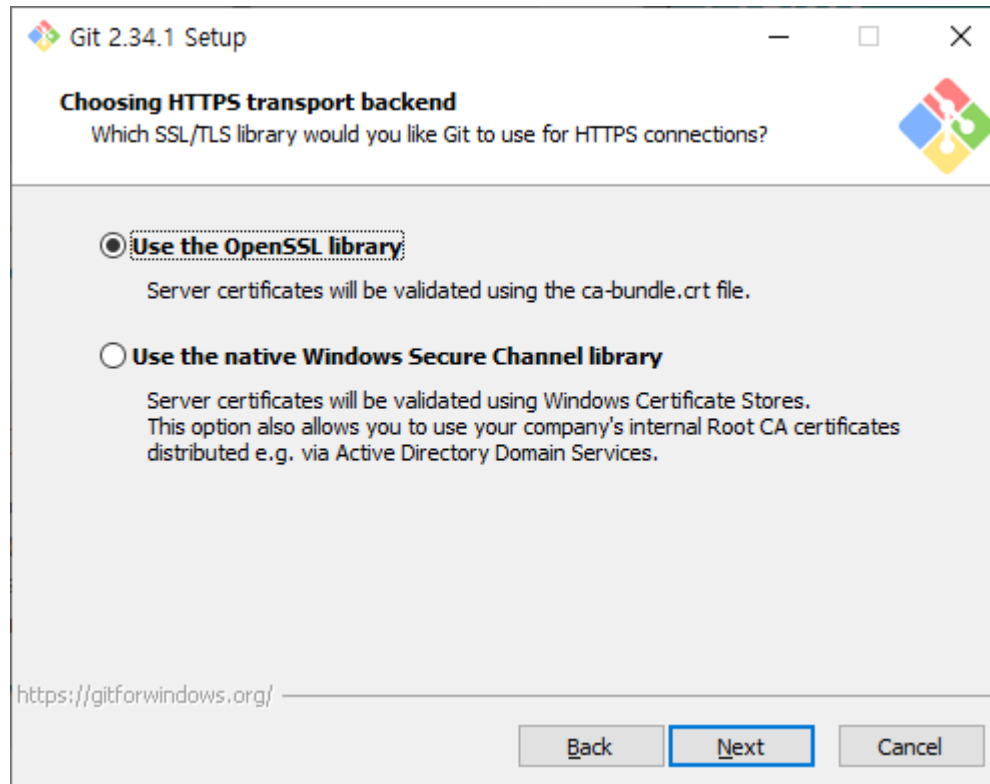 Git 2.34.1 Setup
Choosing HTTPS transport backend
Which SSL/TLS library would you like Git to use for HTTPS connections?
Use the OpenSSL library
Server certificates will be validated using the ca-bundle.crt file.
Use the native Windows Secure Channel library
Server certificates will be validated using Windows Certificate Stores.
This option also allows you to use your company's internal Root CA certificates
distributed e.g. via Active Directory Domain Services.
https://gitforwindows.org/
Back Next Cancel